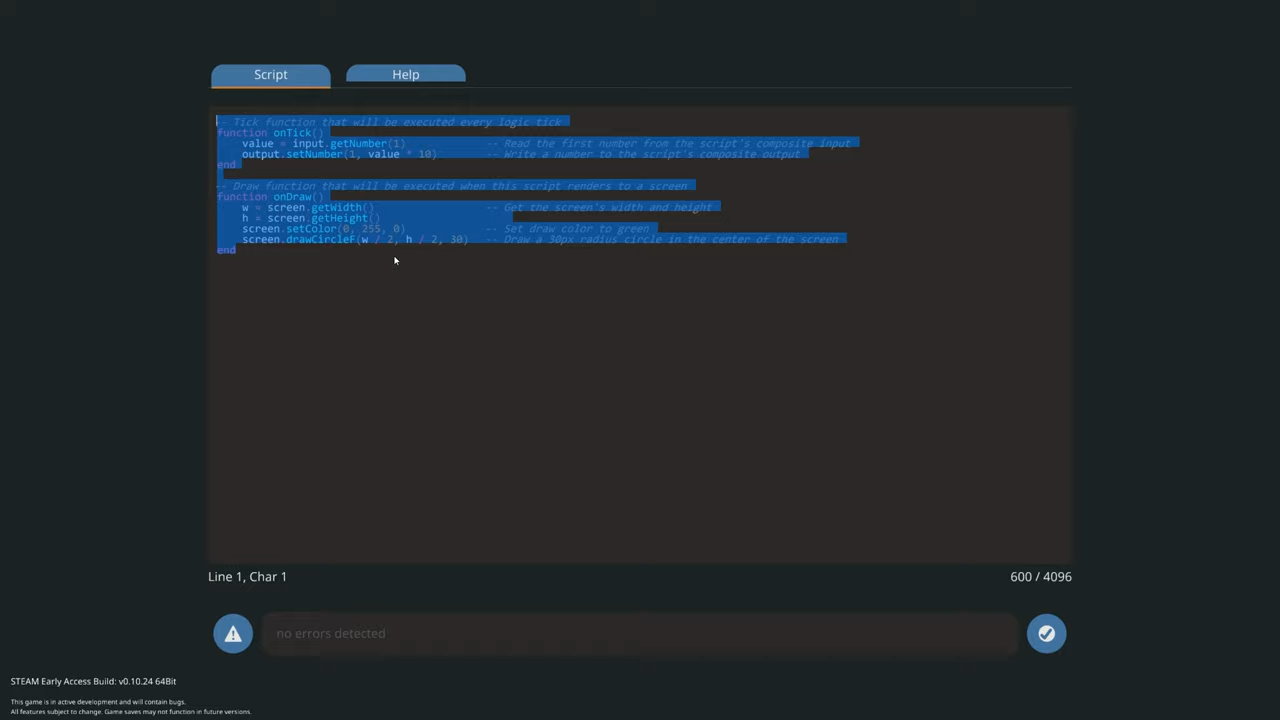 Script Help
-- Tick function that will be executed every logic tick
function onTick()
value = input.getNumber(1) -- Read the first number from the script's composite input
output.setNumber(1, value * 10) -- Write a number to the script's composite output
end
-- Draw function that will be executed when this script renders to a screen
function onDraw()
w = screen.getWidth() -- Get the screen's width and height
h = screen.getHeight()
screen.setColor(0, 255, 0) -- Set draw color to green
screen.drawCircleF(w / 2, h / 2, 30) -- Draw a 30px radius circle in the center of the screen
end
Line 1, Char 1 600 / 4096
no errors detected
STEAM Early Access Build: v0.10.24 64Bit
This game is in active development and will contain bugs.
All features subject to change. Game saves may not function in future versions.